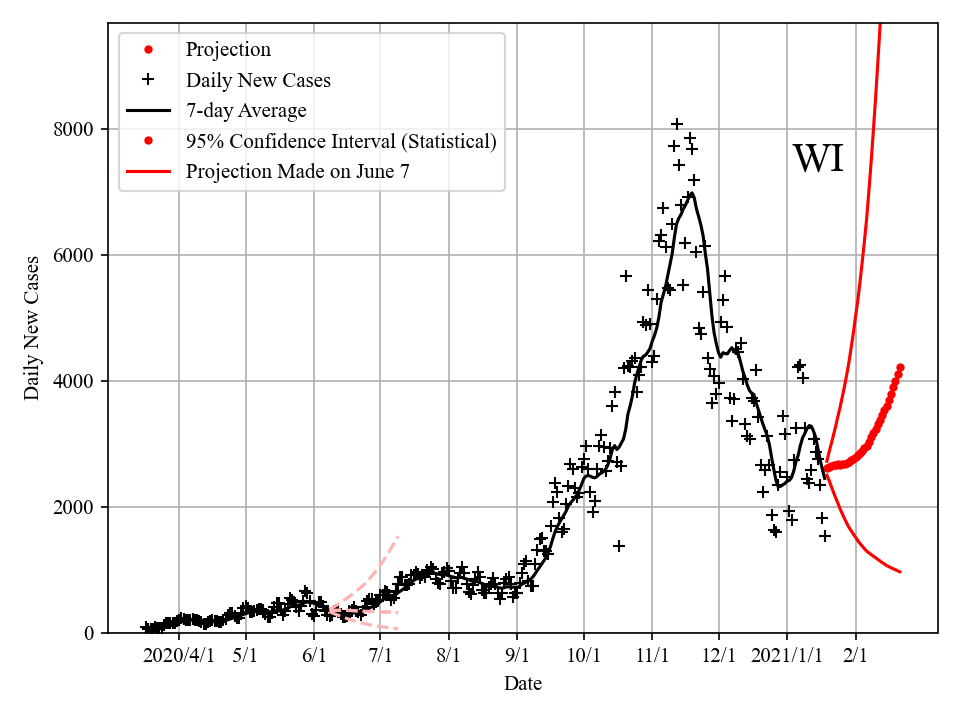 Projection
Daily New Cases
7-day Average
95% Confidence Interval (Statistical)
Projection Made on June 7
WI
8000
6000
4000
2000
0
Daily New Cases
2020/4/1 5/1 6/1 7/1 8/1 9/1 10/1 11/1 12/1 2021/1/1 2/1
Date